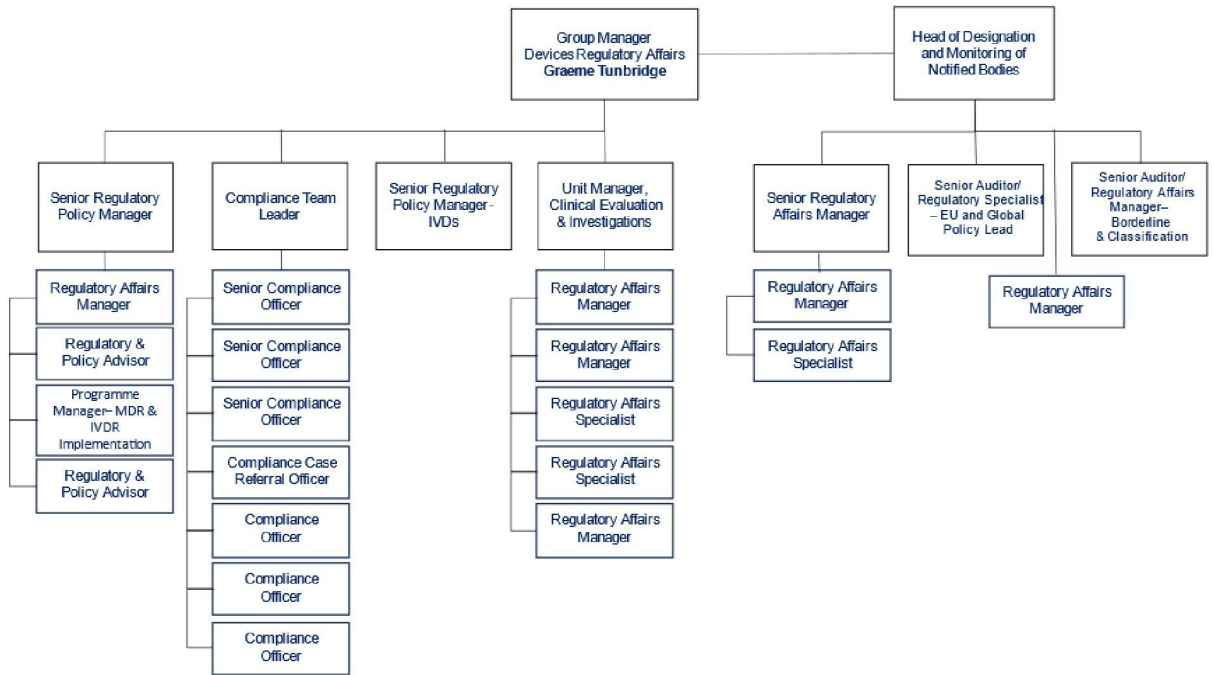 Group Manager
Devices Regulatory Affairs
Graeme Tunbridge
Head of Designation
and Monitoring of
Notified Bodies
Senior Regulatory
Policy Manager
Compliance Team
Leader
Senior Regulatory
Policy Manager -
IVDs
Unit Manager,
Clinical Evaluation
& Investigations
Senior Regulatory
Affairs Manager
Senior Auditor/
Regulatory Specialist
– EU and Global
Policy Lead
Senior Auditor/
Regulatory Affairs
Manager–
Borderline
& Classification
Regulatory Affairs
Manager
Regulatory &
Policy Advisor
Programme
Manager– MDR &
IVDR
Implementation
Regulatory &
Policy Advisor
Senior Compliance
Officer
Senior Compliance
Officer
Senior Compliance
Officer
Compliance Case
Referral Officer
Compliance
Officer
Compliance
Officer
Compliance
Officer
Regulatory Affairs
Manager
Regulatory Affairs
Manager
Regulatory Affairs
Specialist
Regulatory Affairs
Specialist
Regulatory Affairs
Manager
Regulatory Affairs
Manager
Regulatory Affairs
Specialist
Regulatory Affairs
Manager